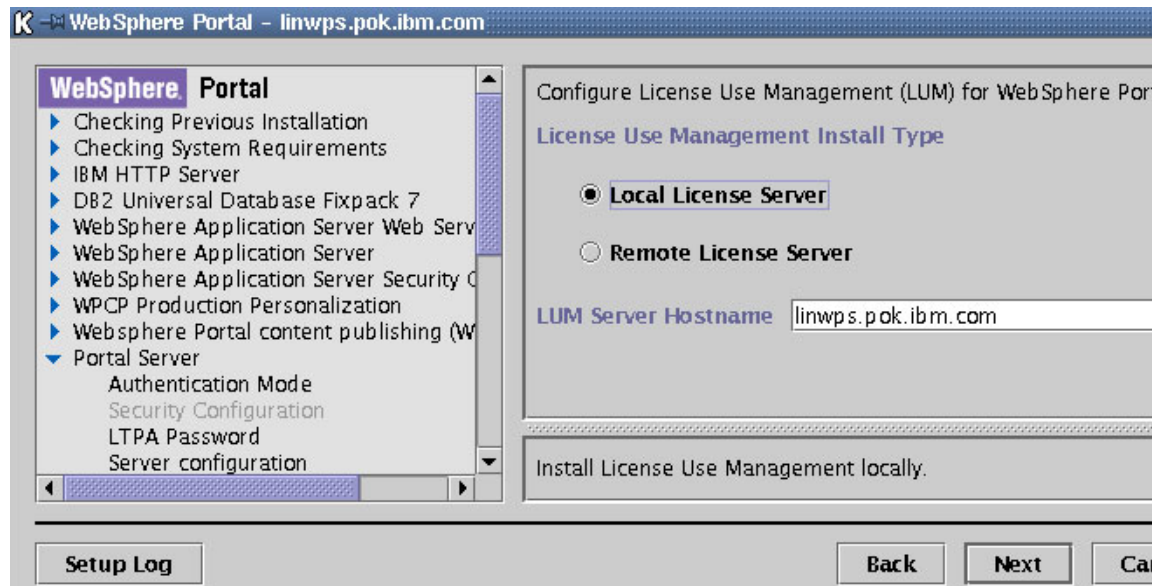 WebSphere Portal - linwps.pok.ibm.com
WebSphere Portal
Checking Previous Installation
Checking System Requirements
IBM HTTP Server
DB2 Universal Database Fixpack 7
WebSphere Application Server Web Serv
WebSphere Application Server
WebSphere Application Server Security
WPCP Production Personalization
Websphere Portal content publishing (W
Portal Server
Authentication Mode
Security Configuration
LTPA Password
Server configuration
Configure License Use Management (LUM) for WebSphere Por
License Use Management Install Type
Local License Server
Remote License Server
LUM Server Hostname linwps.pok.ibm.com
Install License Use Management locally.
Setup Log
Back
Next
Ca